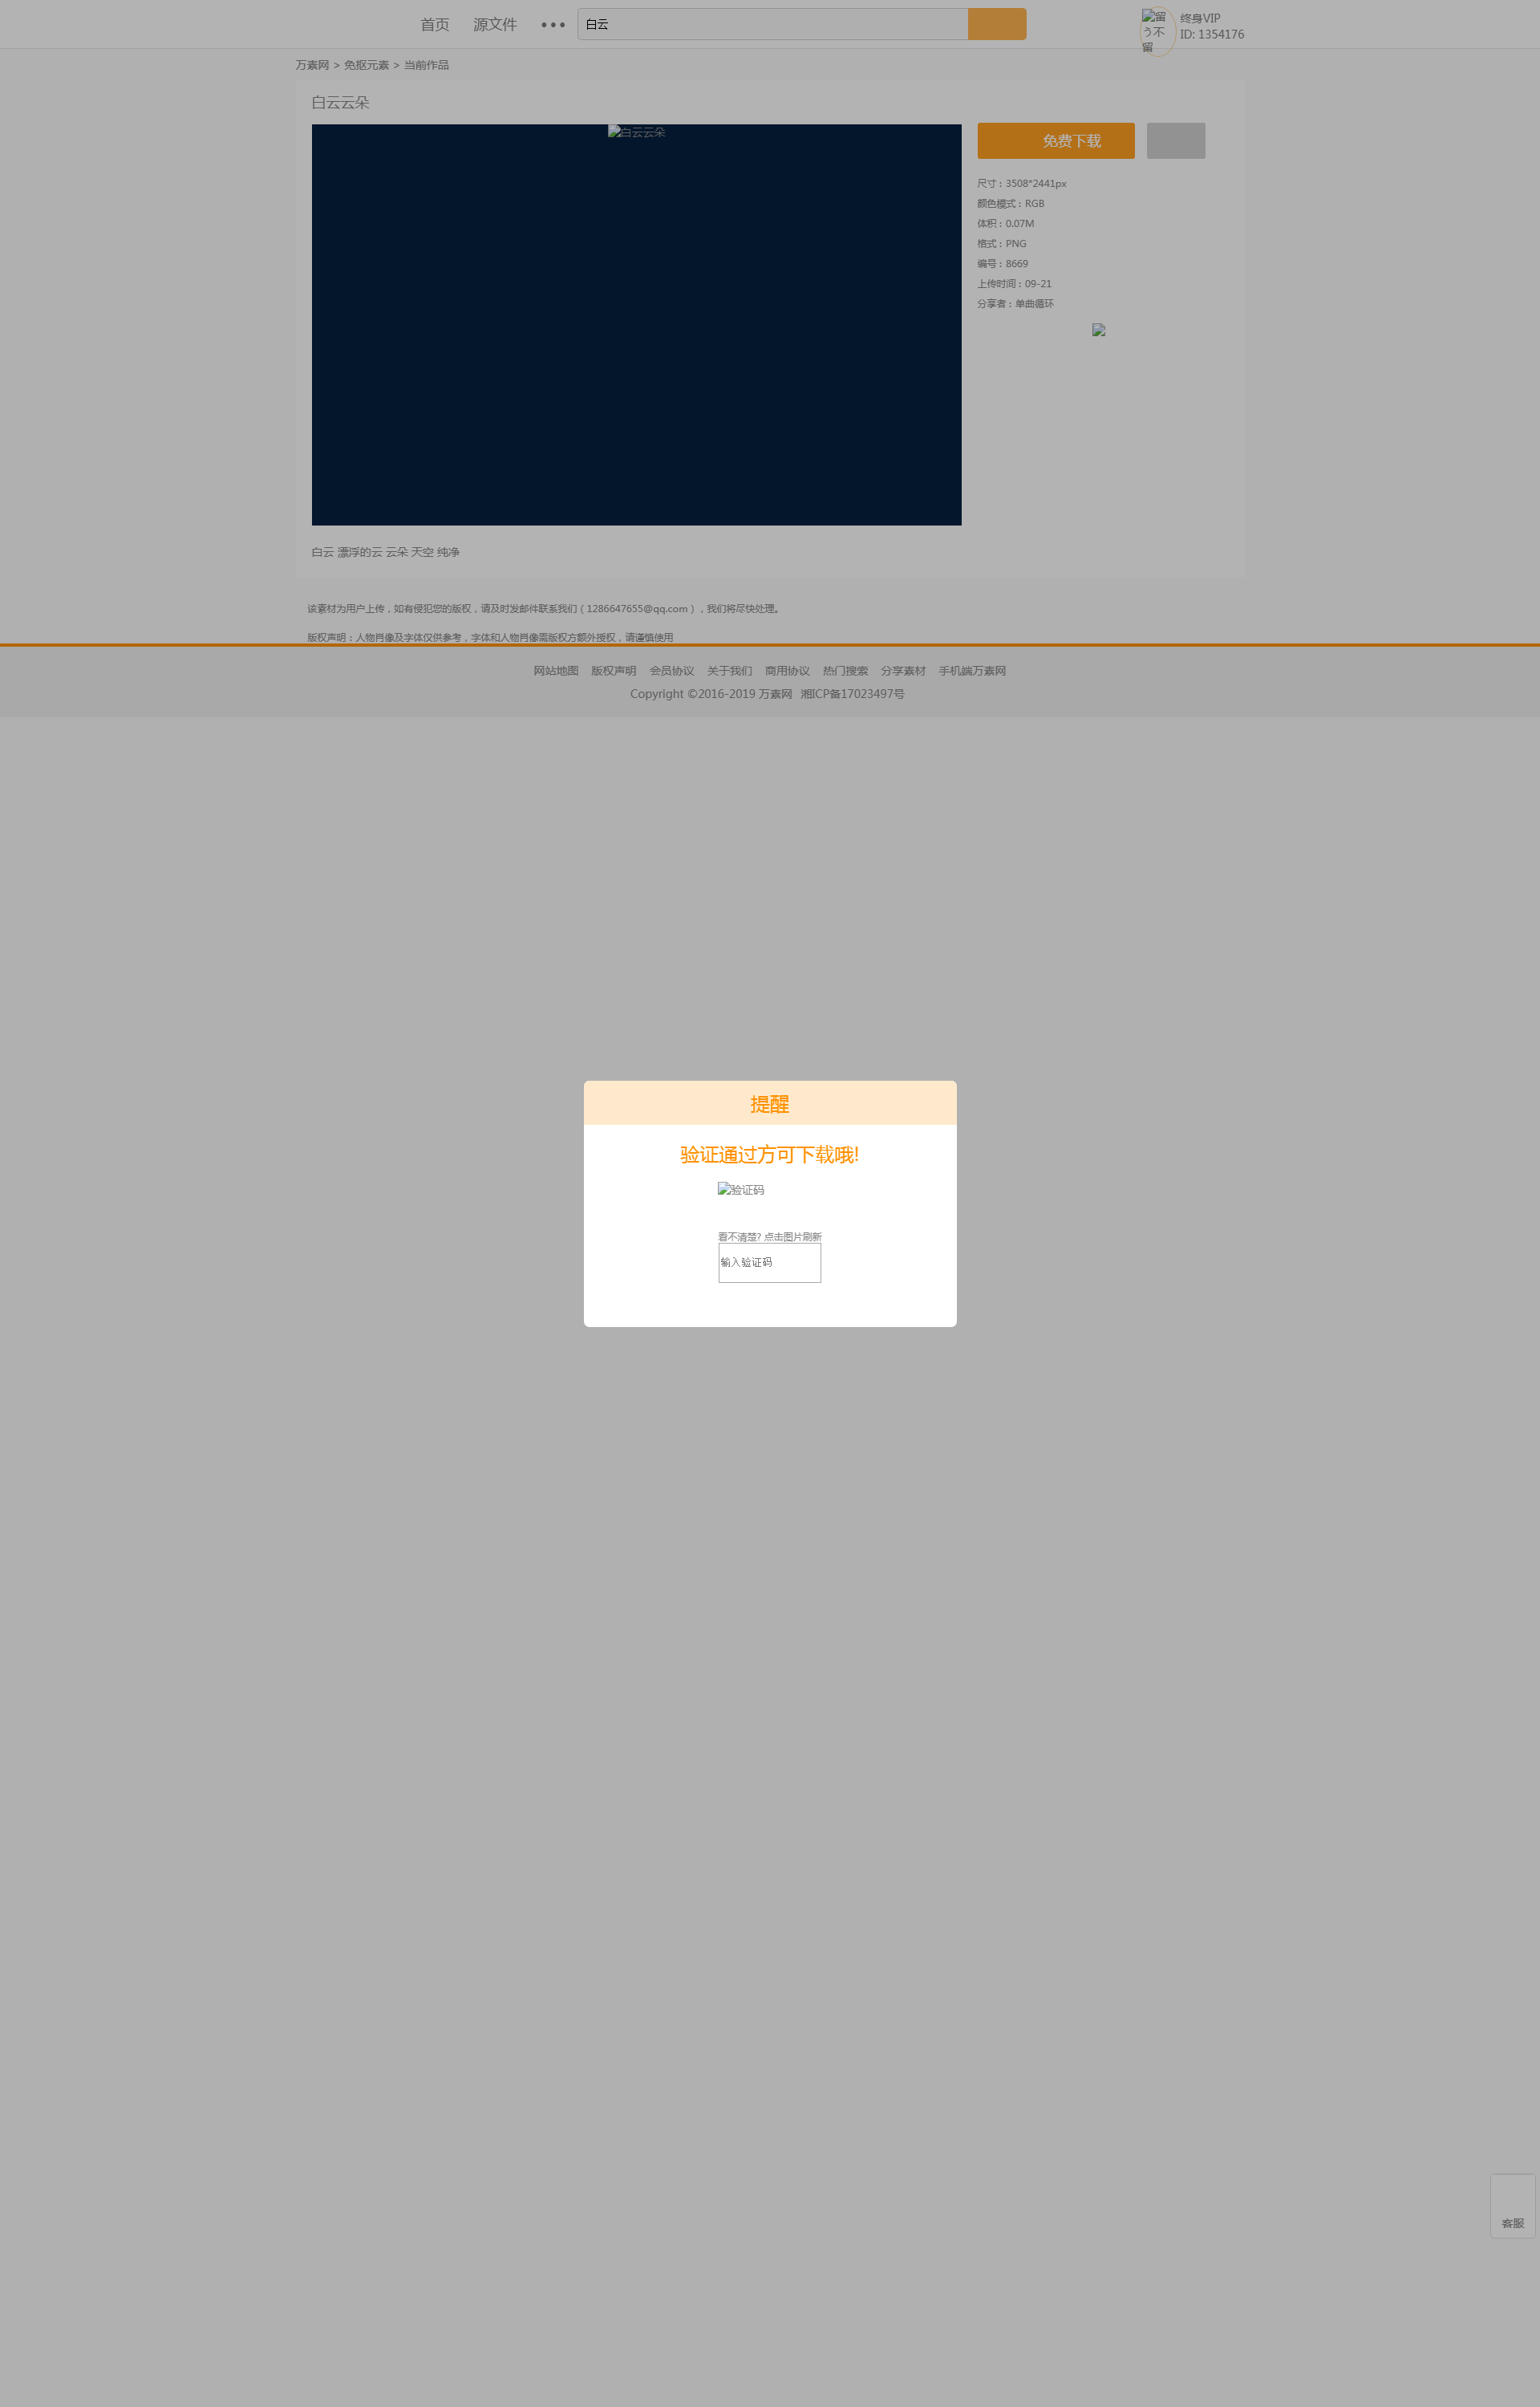 首页 源文件 ••• 白云
留
う不
留
终身VIP
ID: 1354176
万素网 > 免抠元素 > 当前作品
白云云朵
白云云朵
免费下载
尺寸：3508*2441px
颜色模式：RGB
体积：0.07M
格式：PNG
编号：8669
上传时间：09-21
分享者：单曲循环
白云 漂浮的云 云朵 天空 纯净
该素材为用户上传，如有侵犯您的版权，请及时发邮件联系我们（1286647655@qq.com），我们将尽快处理。
版权声明：人物肖像及字体仅供参考，字体和人物肖像需版权方额外授权，请谨慎使用
网站地图 版权声明 会员协议 关于我们 商用协议 热门搜索 分享素材 手机端万素网
Copyright ©2016-2019 万素网 湘ICP备17023497号
提醒
验证通过方可下载哦!
验证码
看不清楚? 点击图片刷新
输入验证码
客服